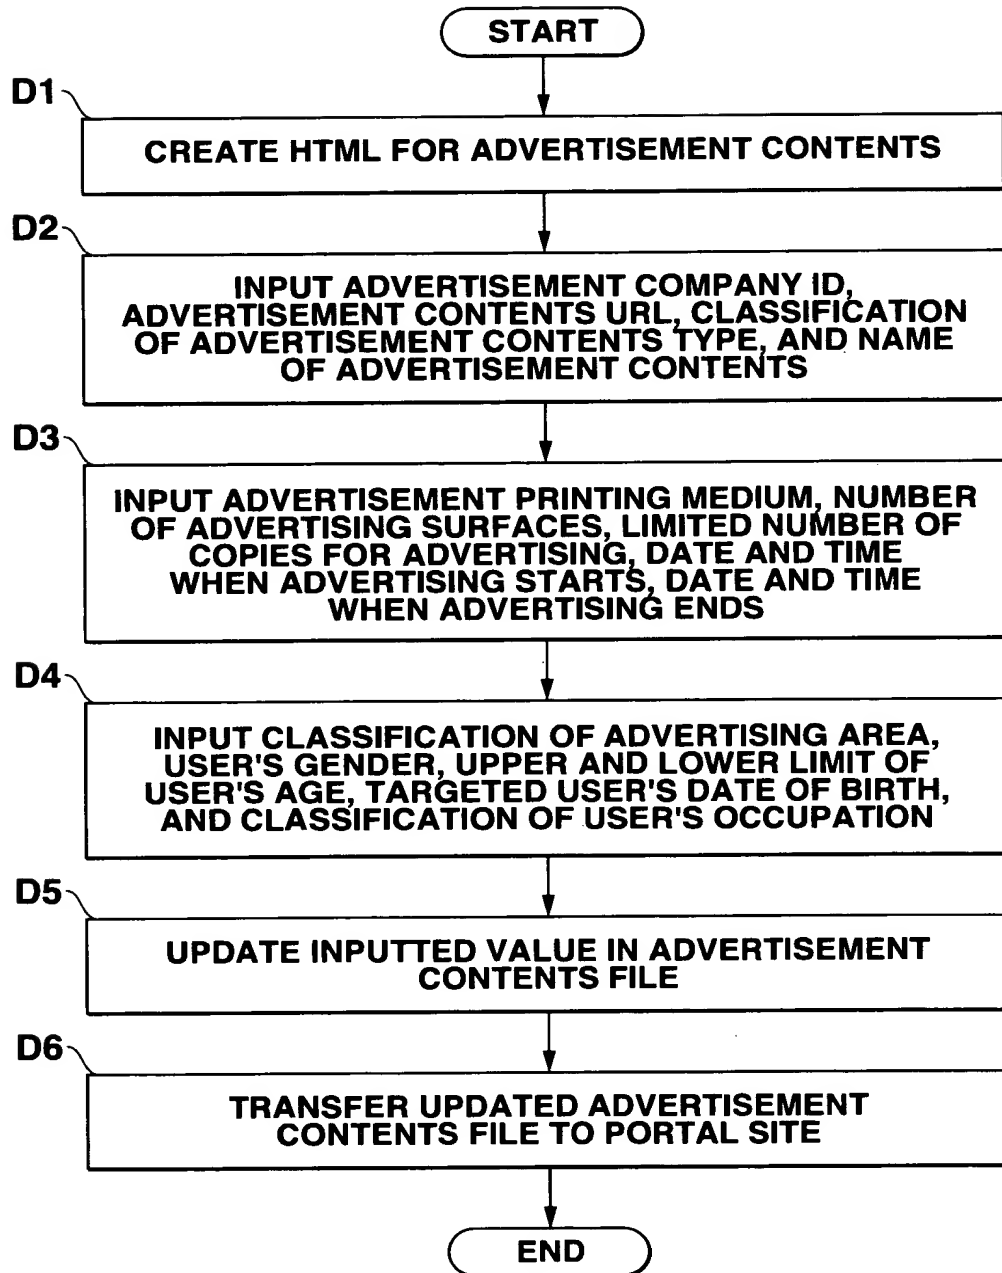 START
D1
CREATE HTML FOR ADVERTISEMENT CONTENTS
D2
INPUT ADVERTISEMENT COMPANY ID,
ADVERTISEMENT CONTENTS URL, CLASSIFICATION
OF ADVERTISEMENT CONTENTS TYPE, AND NAME
OF ADVERTISEMENT CONTENTS
D3
INPUT ADVERTISEMENT PRINTING MEDIUM, NUMBER
OF ADVERTISING SURFACES, LIMITED NUMBER OF
COPIES FOR ADVERTISING, DATE AND TIME
WHEN ADVERTISING STARTS, DATE AND TIME
WHEN ADVERTISING ENDS
D4
INPUT CLASSIFICATION OF ADVERTISING AREA,
USER'S GENDER, UPPER AND LOWER LIMIT OF
USER'S AGE, TARGETED USER'S DATE OF BIRTH,
AND CLASSIFICATION OF USER'S OCCUPATION
D5
UPDATE INPUTTED VALUE IN ADVERTISEMENT
CONTENTS FILE
D6
TRANSFER UPDATED ADVERTISEMENT
CONTENTS FILE TO PORTAL SITE
END